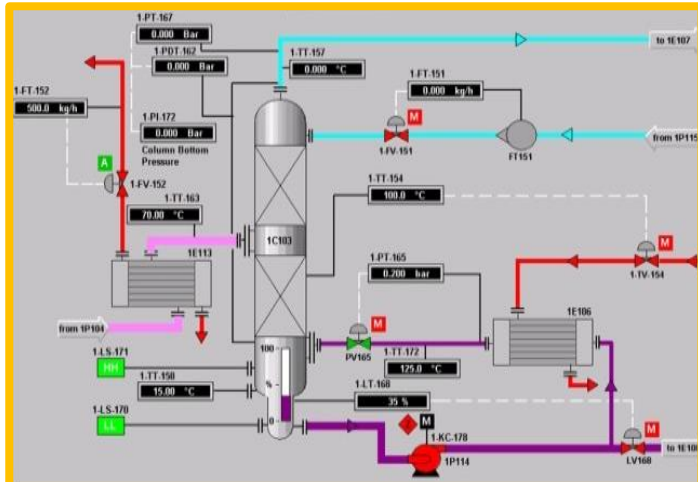 1-PT-167
0.000 Bar
1-PDT-162
0.000 Bar
1-TT-157
0.000 °C
to 1E107
1-FT-152
500.0 kg/h
1-PI-172
0.000 Bar
Column Bottom
Pressure
1-FT-151
0.000 kg/h
M
1-FV-151
FT151
from 1P115
A
1-FV-152
1-TT-163
70.00 °C
1-TT-154
100.0 °C
1C103
1E113
1-PT-165
0.200 bar
M
1-TV-154
from 1P104
M
PV165
1E106
1-LS-171
HH
100
%
0
1-TT-172
125.0 °C
1-TT-150
15.00 °C
1-LT-168
35 %
1-LS-170
LL
M
1-KC-178
1P114
M
LV168